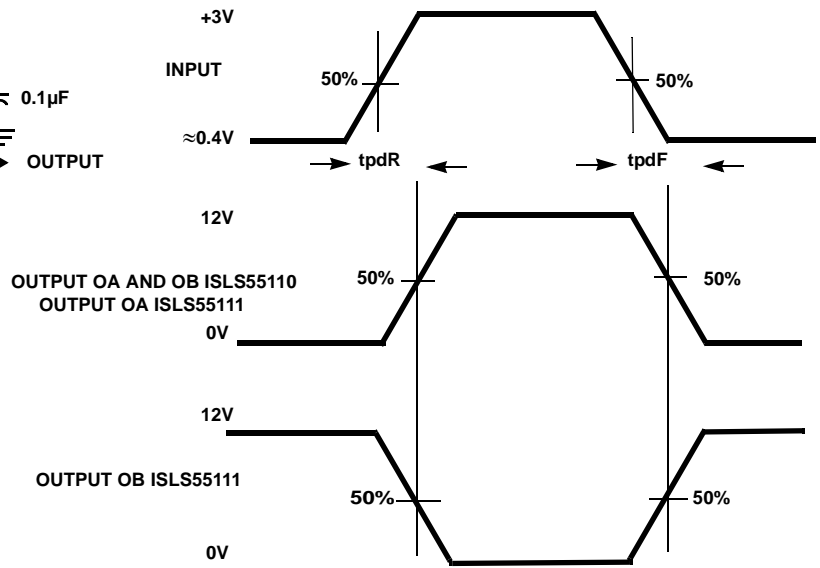 +3V
INPUT
50%
50%
0.1µF
≈0.4V
OUTPUT
tpdR
tpdF
12V
OUTPUT OA AND OB ISLS55110
OUTPUT OA ISLS55111
50%
50%
0V
12V
OUTPUT OB ISLS55111
50%
50%
0V